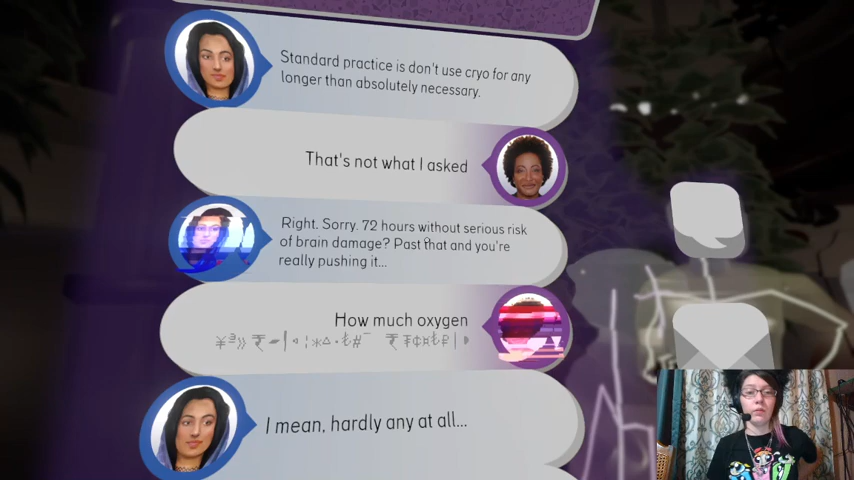 Standard practice is don't use cryo for any
longer than absolutely necessary.
That's not what I asked
Right. Sorry. 72 hours without serious risk
of brain damage? Past that and you're
really pushing it...
How much oxygen
I mean, hardly any at all...